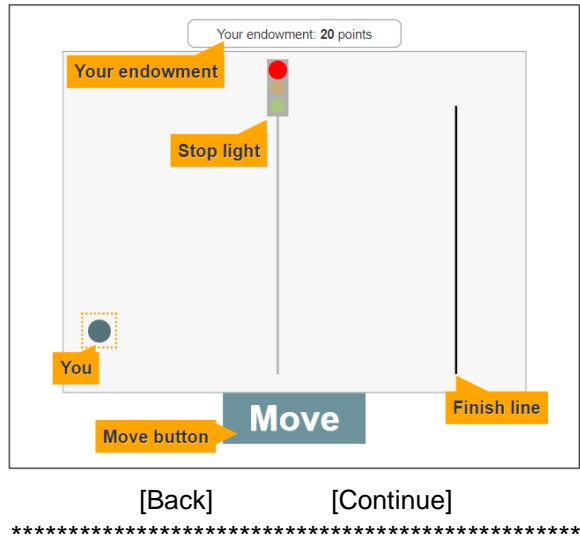 Your endowment: 20 points
Your endowment
Stop light
You
Finish line
Move
Move button
[Back] [Continue]
**************************************************